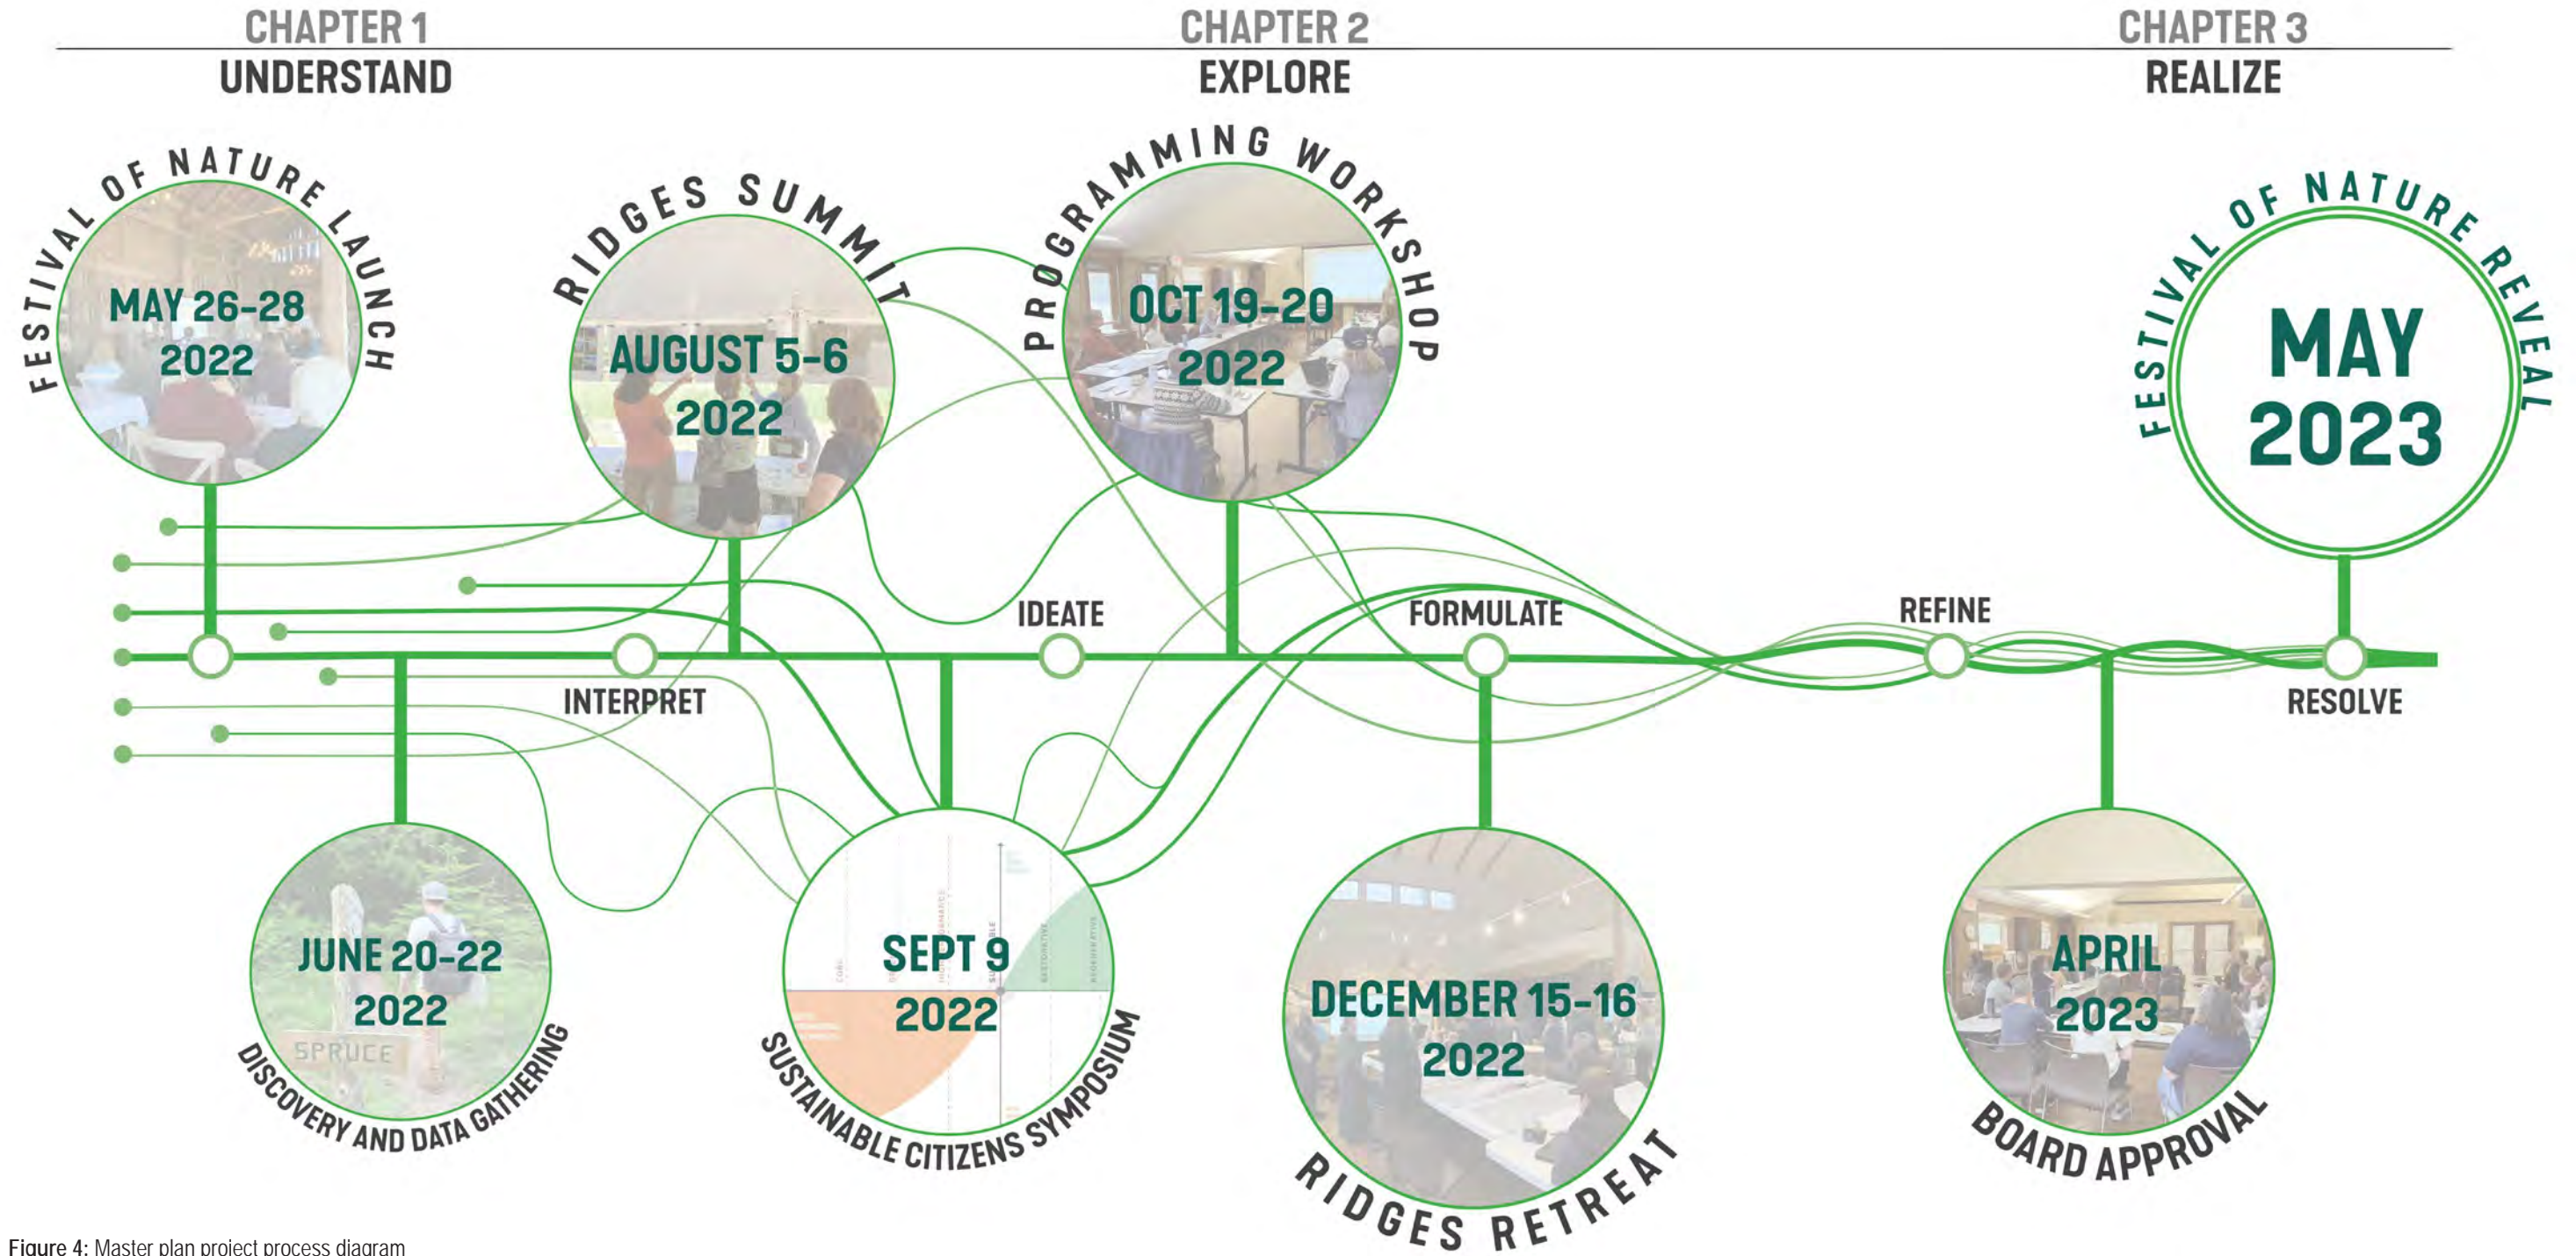 CHAPTER 1
UNDERSTAND
CHAPTER 2
EXPLORE
CHAPTER 3
REALIZE
FESTIVAL OF NATURE LAUNCH
MAY 26-28
2022
RIDGES SUMMIT
AUGUST 5-6
2022
PROGRAMMING WORKSHOP
OCT 19-20
2022
FESTIVAL OF NATURE REVEAL
MAY
2023
INTERPRET
IDEATE
FORMULATE
REFINE
RESOLVE
JUNE 20-22
2022
SPRUCE
DISCOVERY AND DATA GATHERING
SEPT 9
2022
RESTORATIVE
REGENERATIVE
SUSTAINABLE CITIZENS SYMPOSIUM
DECEMBER 15-16
2022
RIDGES RETREAT
APRIL
2023
BOARD APPROVAL
Figure 4: Master plan project process diagram